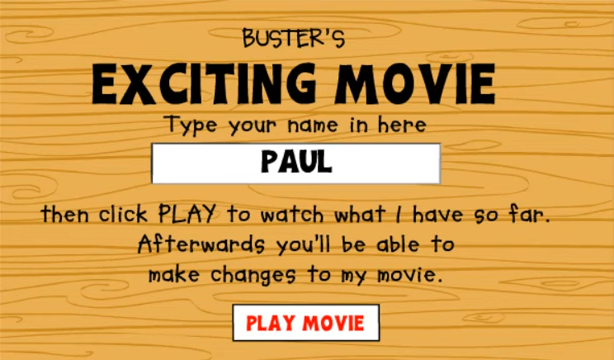 BUSTER'S
EXCITING MOVIE
Type your name in here
PAUL
then click PLAY to watch what I have so far.
Afterwards you'll be able to
make changes to my movie.
PLAY MOVIE